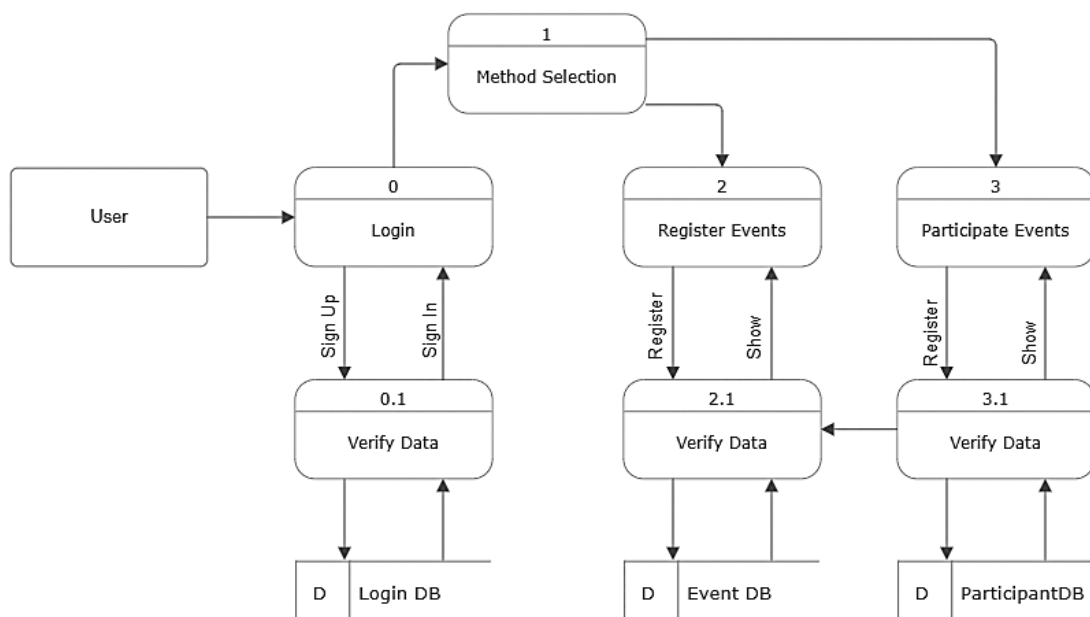 1
Method Selection
User
0
Login
2
Register Events
3
Participate Events
Sign Up
Sign In
Register
Show
Register
Show
0.1
Verify Data
2.1
Verify Data
3.1
Verify Data
D Login DB
D Event DB
D ParticipantDB